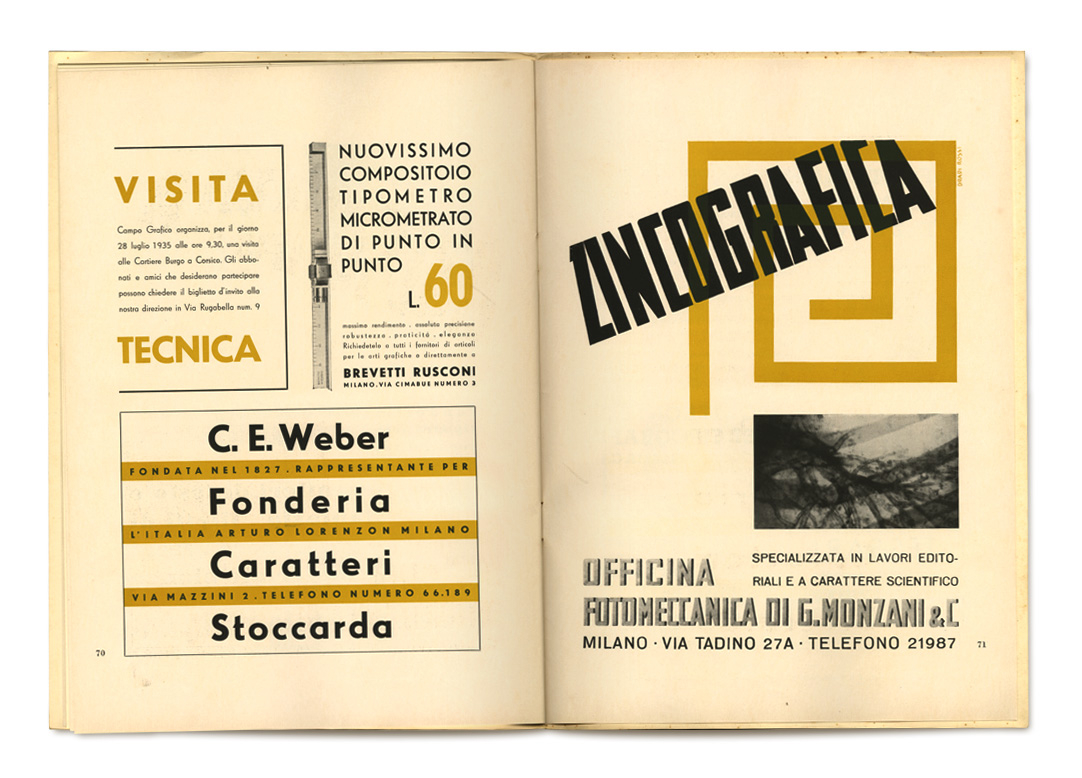 VISITA
Campo Grafico organizza, per il giorno
28 luglio 1935 alle ore 9,30, una visita
alle Cartiere Burgo a Corsico. Gli abbo-
nati e amici che desiderano partecipare
possono chiedere il biglietto d'invito alla
nostra direzione in Via Rugabella num. 9
TECNICA
NUOVISSIMO
COMPOSITOIO
TIPOMETRO
MICROMETRATO
DI PUNTO IN
PUNTO
L. 60
massimo rendimento . assoluta precisione
robustezza . praticità . eleganza
Richiedetelo a tutti i fornitori di articoli
per le arti grafiche o direttamente a
BREVETTI RUSCONI
MILANO.VIA CIMABUE NUMERO 3
C. E. Weber
FONDATA NEL 1827. RAPPRESENTANTE PER
Fonderia
L'ITALIA ARTURO LORENZON MILANO
Caratteri
VIA MAZZINI 2. TELEFONO NUMERO 66.189
Stoccarda
70
ZINCOGRAFICA
OFFICINA
SPECIALIZZATA IN LAVORI EDITO-
RIALI E A CARATTERE SCIENTIFICO
FOTOMECCANICA DI G.MONZANI & C
MILANO · VIA TADINO 27A · TELEFONO 21987
71